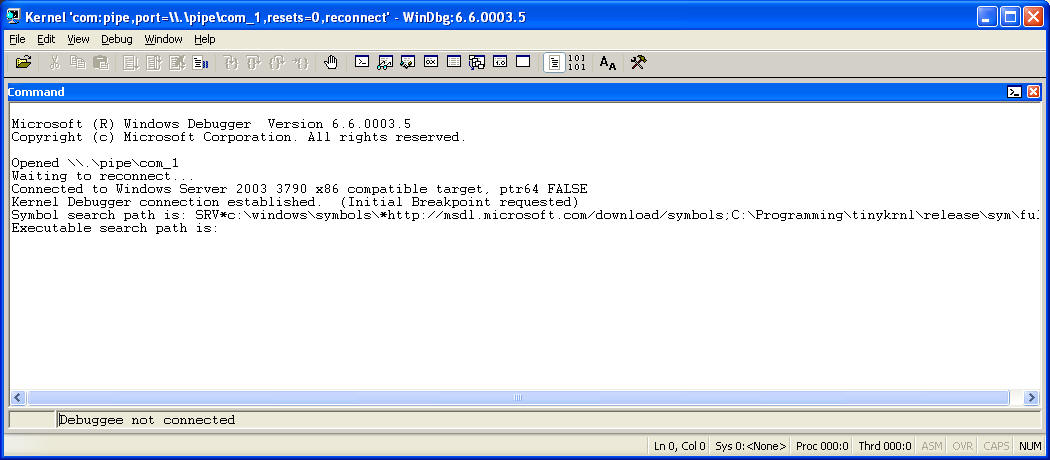 Kernel 'com:pipe,port=\\.\pipe\com_1,resets=0,reconnect' - WinDbg:6.6.0003.5
File Edit View Debug Window Help
101
101
AA
Command
Microsoft (R) Windows Debugger  Version 6.6.0003.5
Copyright (c) Microsoft Corporation. All rights reserved.
Opened \\.\pipe\com_1
Waiting to reconnect...
Connected to Windows Server 2003 3790 x86 compatible target, ptr64 FALSE
Kernel Debugger connection established.  (Initial Breakpoint requested)
Symbol search path is: SRV*c:\windows\symbols\*http://msdl.microsoft.com/download/symbols;C:\Programming\tinykrnl\release\sym\ful
Executable search path is:
Debuggee not connected
Ln 0, Col 0 Sys 0:<None> Proc 000:0 Thrd 000:0 ASM OVR CAPS NUM